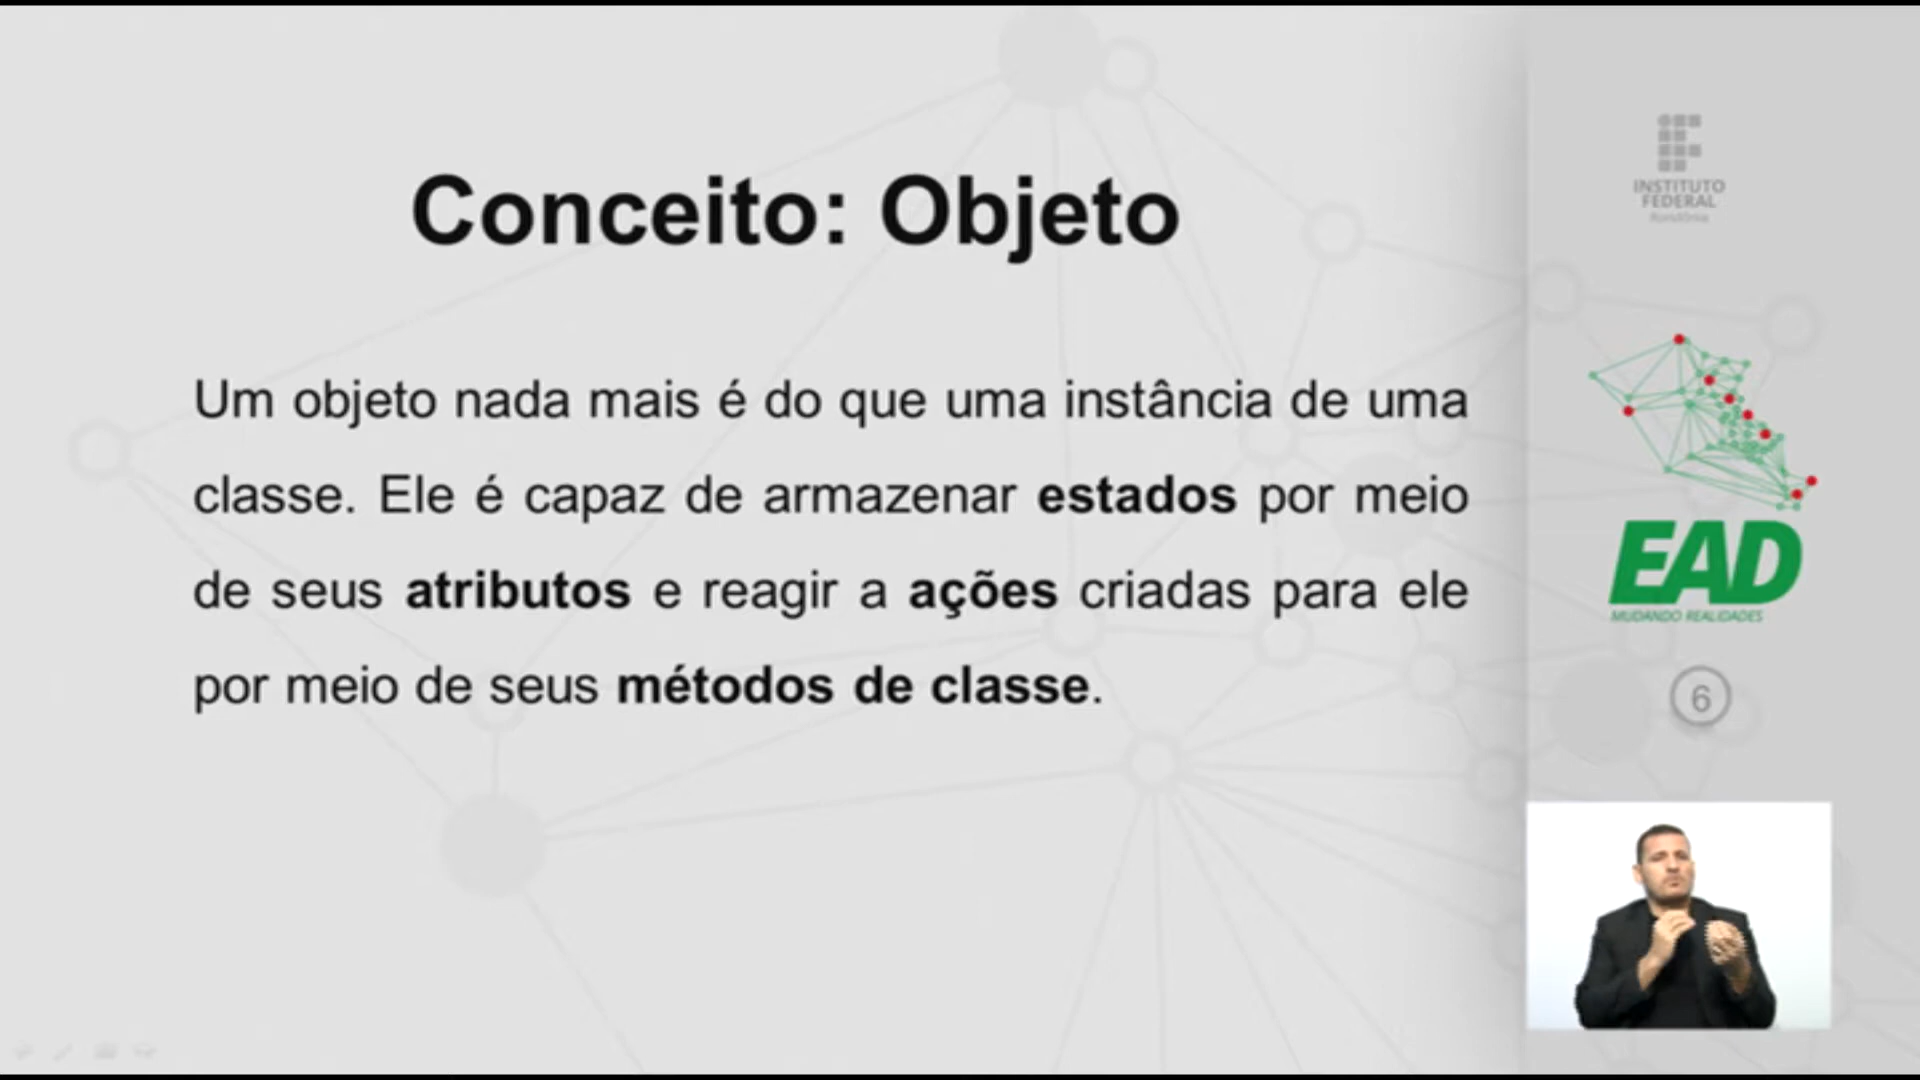 Conceito: Objeto
Um objeto nada mais é do que uma instância de uma
classe. Ele é capaz de armazenar estados por meio
de seus atributos e reagir a ações criadas para ele
por meio de seus métodos de classe.
INSTITUTO
FEDERAL
Rondônia
EAD
MUDANDO REALIDADES
6